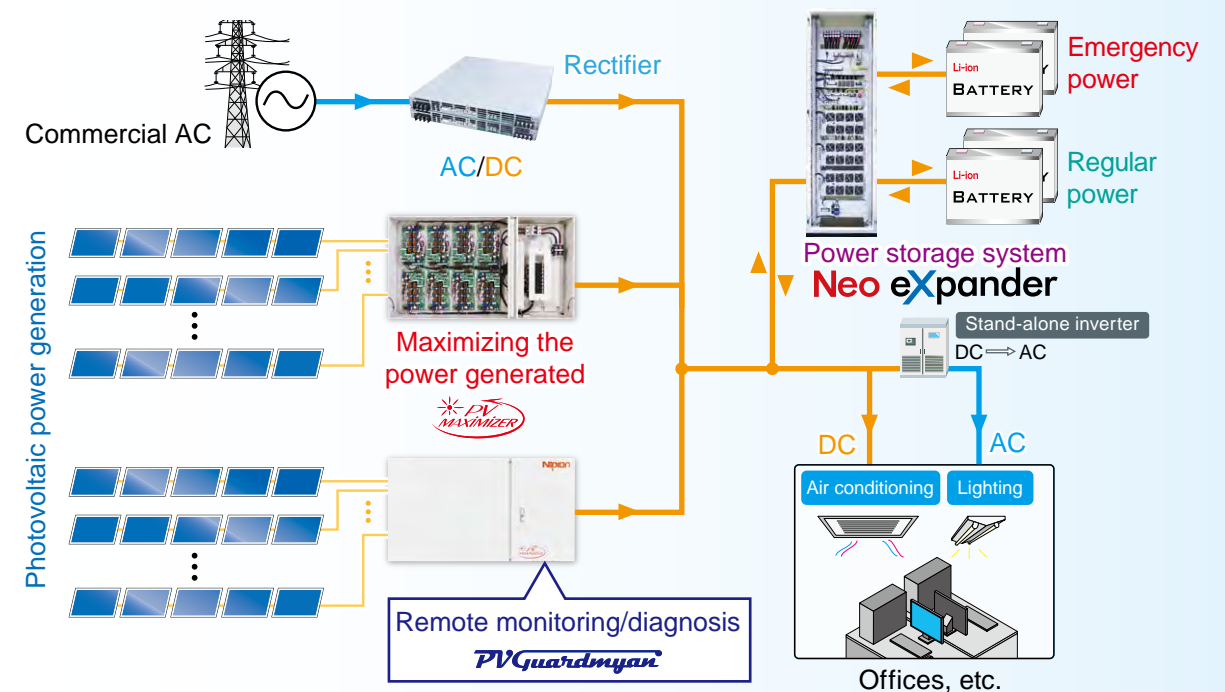 Commercial AC
Rectifier
AC/DC
Photovoltaic power generation
Maximizing the
power generated
PV
MAXIMIZER
Nipron
Remote monitoring/diagnosis
PVGuardmyan
Li-ion
BATTERY
Y
Emergency
power
Li-ion
BATTERY
Y
Regular
power
Power storage system
Neo eXpander
Stand-alone inverter
DC ⇒ AC
DC
AC
Air conditioning
Lighting
Offices, etc.